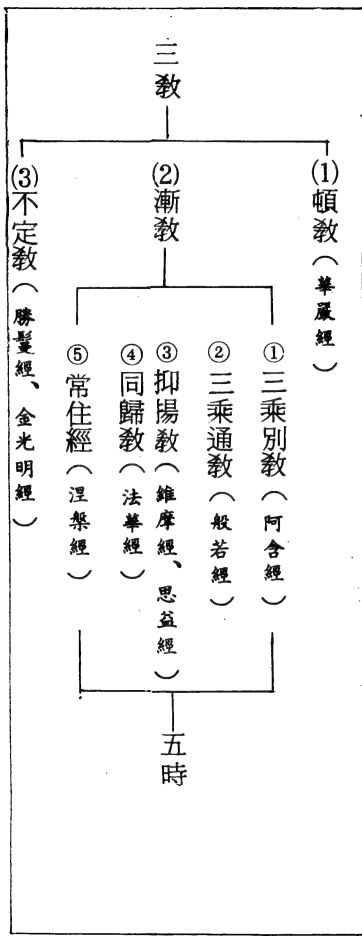 三教
(1)頓教(華嚴經)
(2)漸教
①三乘別教(阿含經)
②三乘通教(般若經)
③抑揚教(維摩經、思益經)
④同歸教(法華經)
⑤常住經(涅槃經)
五時
(3)不定教(勝鬘經、金光明經)